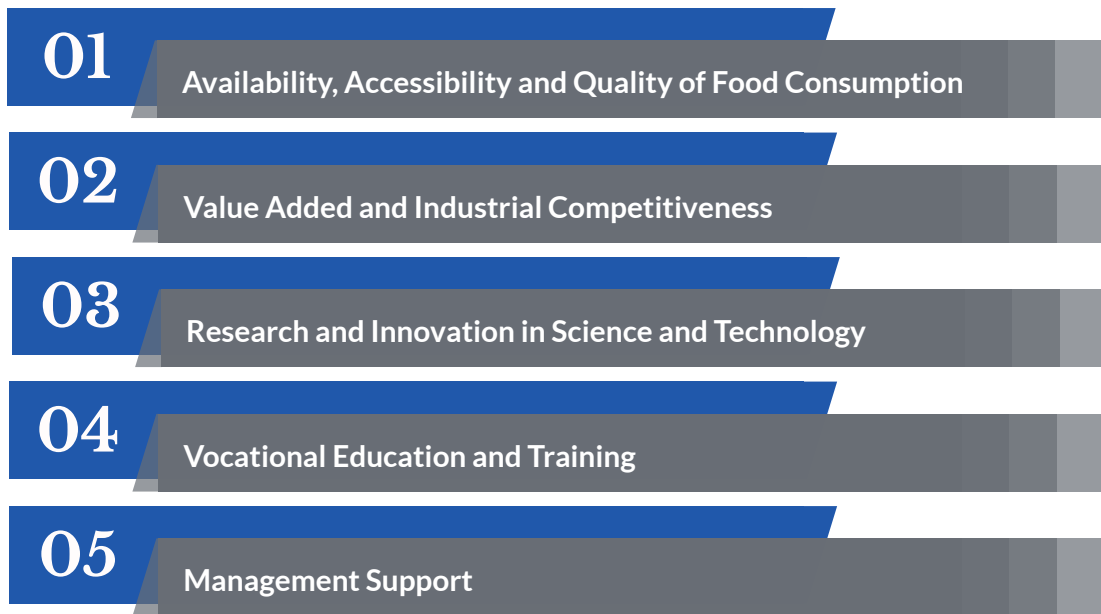 01
Availability, Accessibility and Quality of Food Consumption
02
Value Added and Industrial Competitiveness
03
Research and Innovation in Science and Technology
04
Vocational Education and Training
05
Management Support